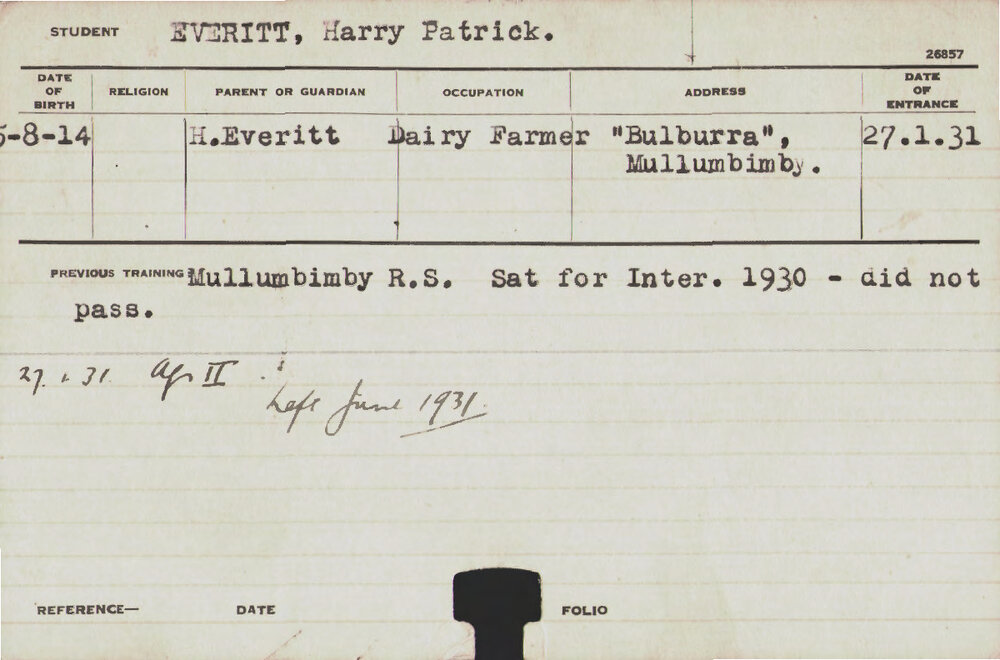 STUDENT EVERITT, Harry Patrick.
26857
DATE OF BIRTH RELIGION PARENT OR GUARDIAN OCCUPATION ADDRESS DATE OF ENTRANCE
5-8-14 H.Everitt Dairy Farmer "Bulburra", 27.1.31
Mullumbimby.
PREVIOUS TRAINING Mullumbimby R.S. Sat for Inter. 1930 - did not
pass.
27.1.31 Ag II
Left June 1931.
REFERENCE— DATE FOLIO